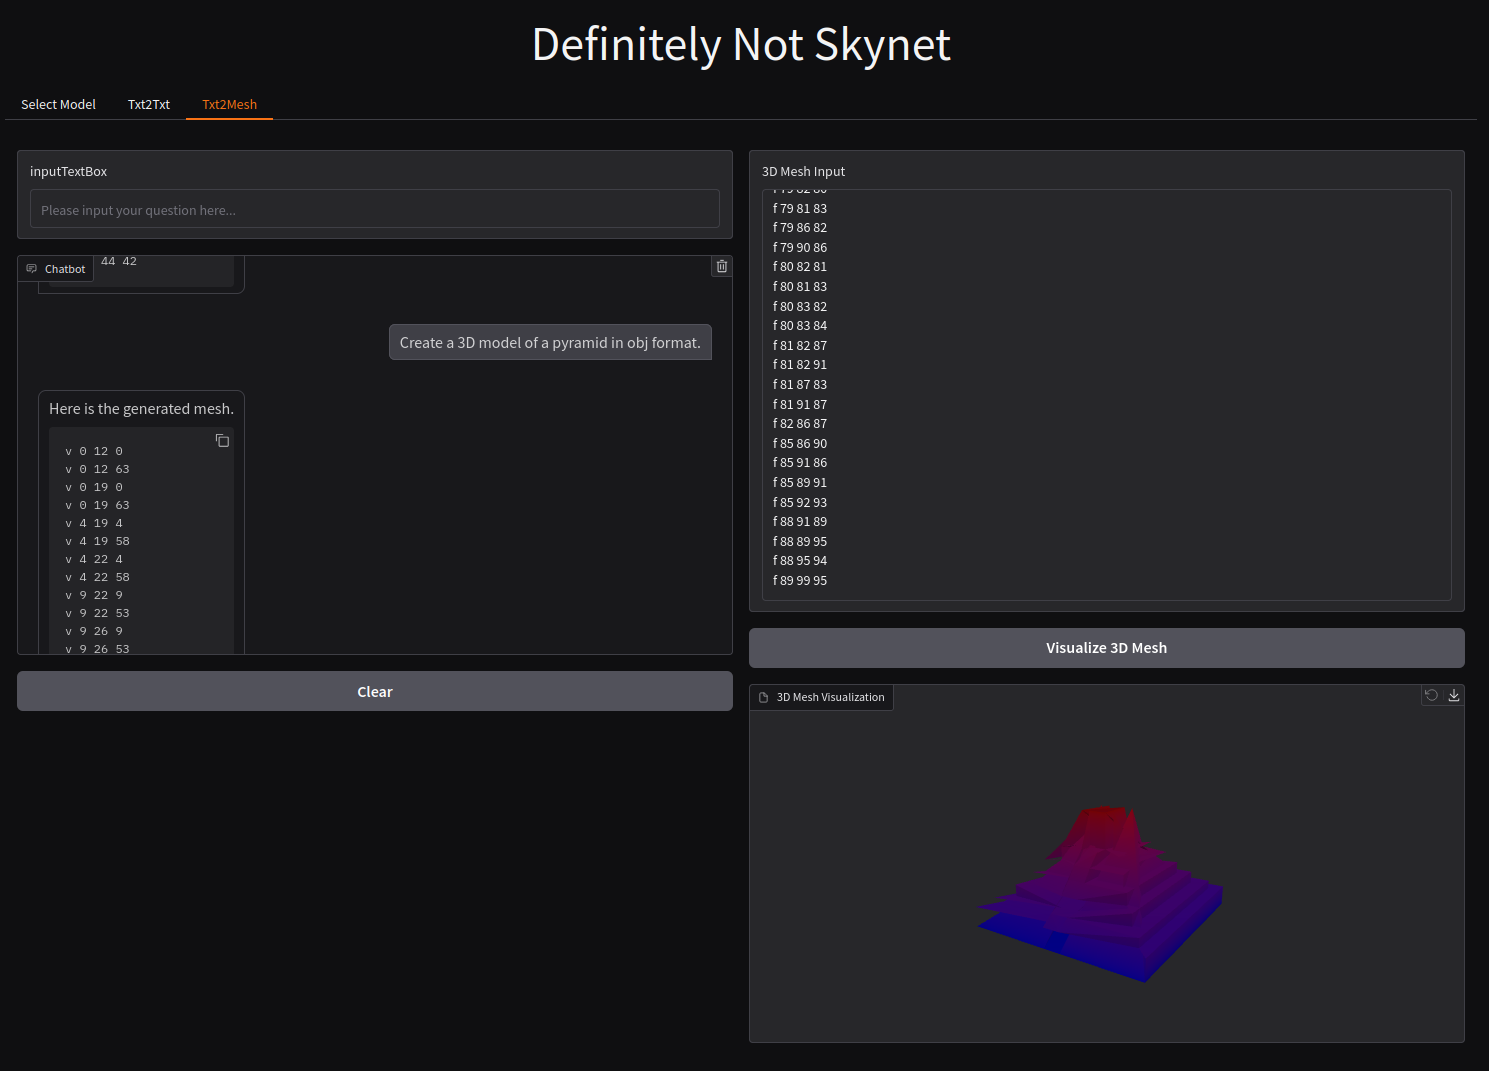 Definitely Not Skynet
Select Model
Txt2Txt
Txt2Mesh
inputTextBox
Please input your question here...
Chatbot
44 42
Create a 3D model of a pyramid in obj format.
Here is the generated mesh.
v 0 12 0
v 0 12 63
v 0 19 0
v 0 19 63
v 4 19 4
v 4 19 58
v 4 22 4
v 4 22 58
v 9 22 9
v 9 22 53
v 9 26 9
v 9 26 53
Clear
3D Mesh Input
f 79 82 80
f 79 81 83
f 79 86 82
f 79 90 86
f 80 82 81
f 80 81 83
f 80 83 82
f 80 83 84
f 81 82 87
f 81 82 91
f 81 87 83
f 81 91 87
f 82 86 87
f 85 86 90
f 85 91 86
f 85 89 91
f 85 92 93
f 88 91 89
f 88 89 95
f 88 95 94
f 89 99 95
Visualize 3D Mesh
3D Mesh Visualization